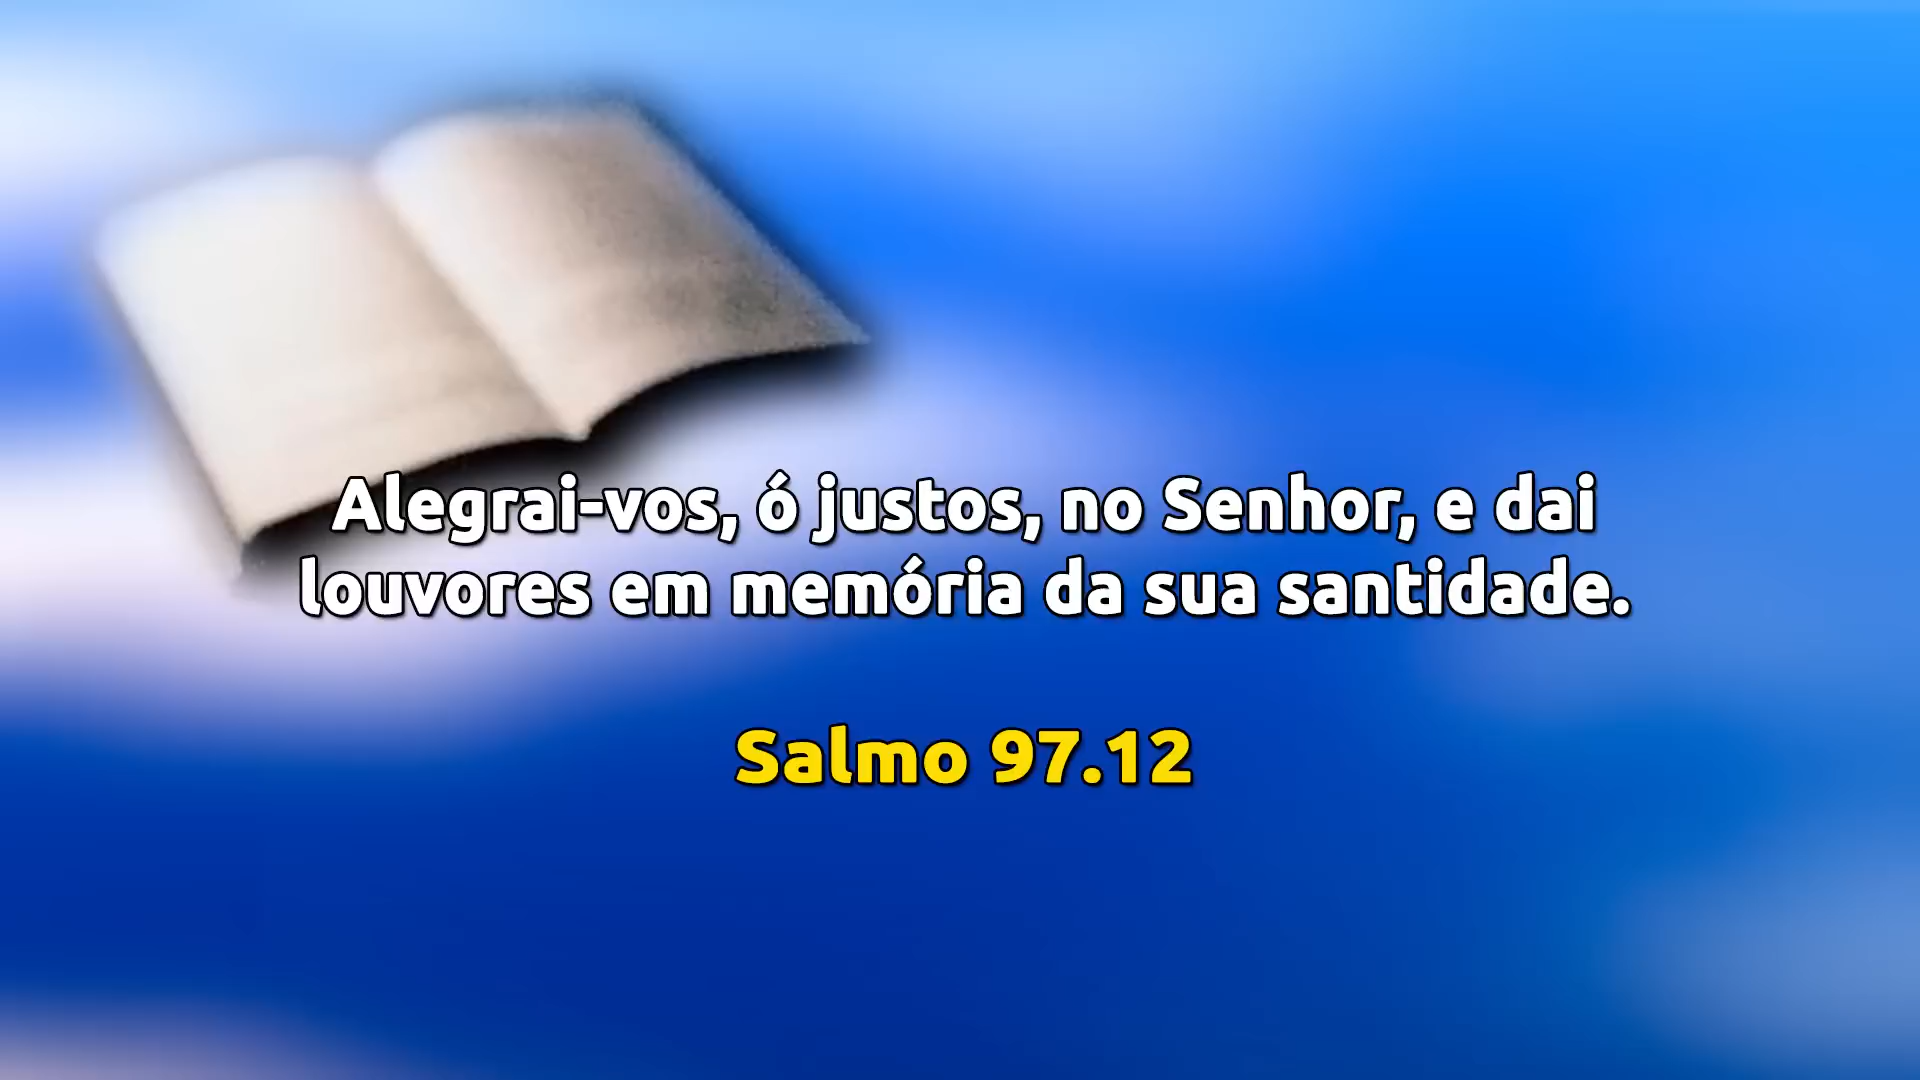 Alegrai-vos, ó justos, no Senhor, e dai
louvores em memória da sua santidade.
Salmo 97.12